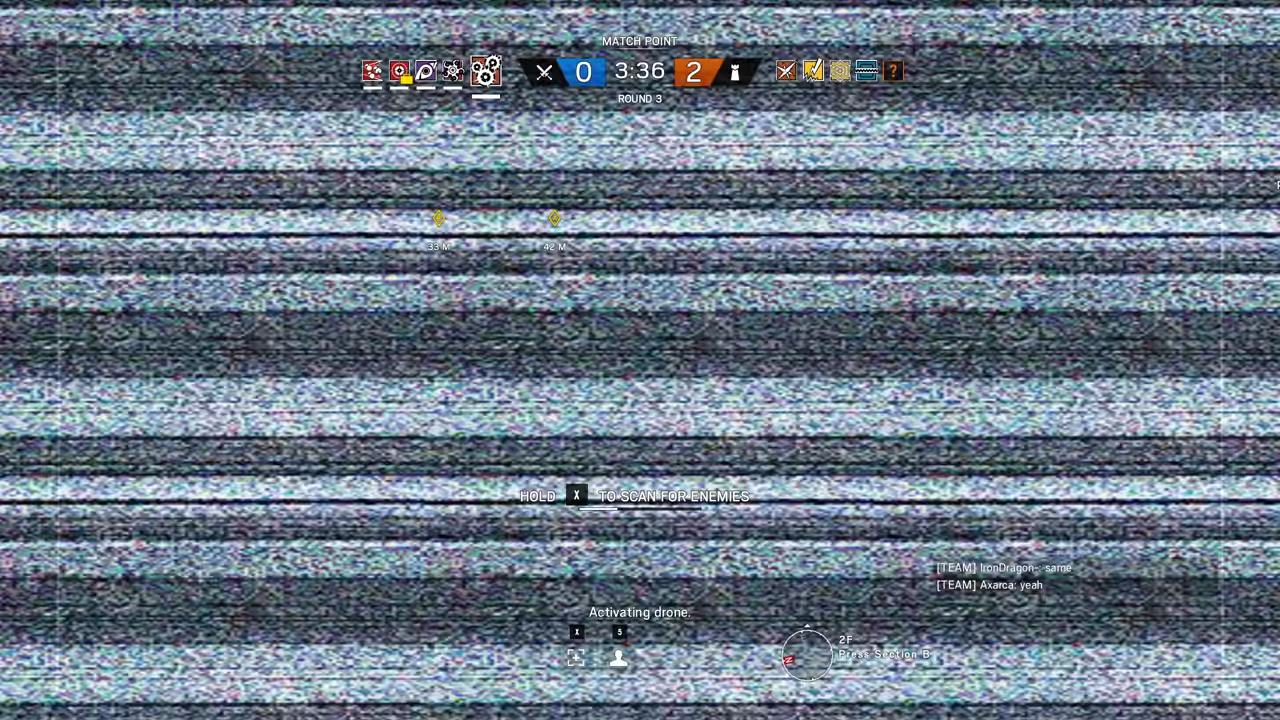 MATCH POINT
0 3:36 2 ?
ROUND 3
33 M 42 M
HOLD X TO SCAN FOR ENEMIES
[TEAM] IronDragon-: same
[TEAM] Axarca: yeah
Activating drone.
X 5
2F
Press Section B